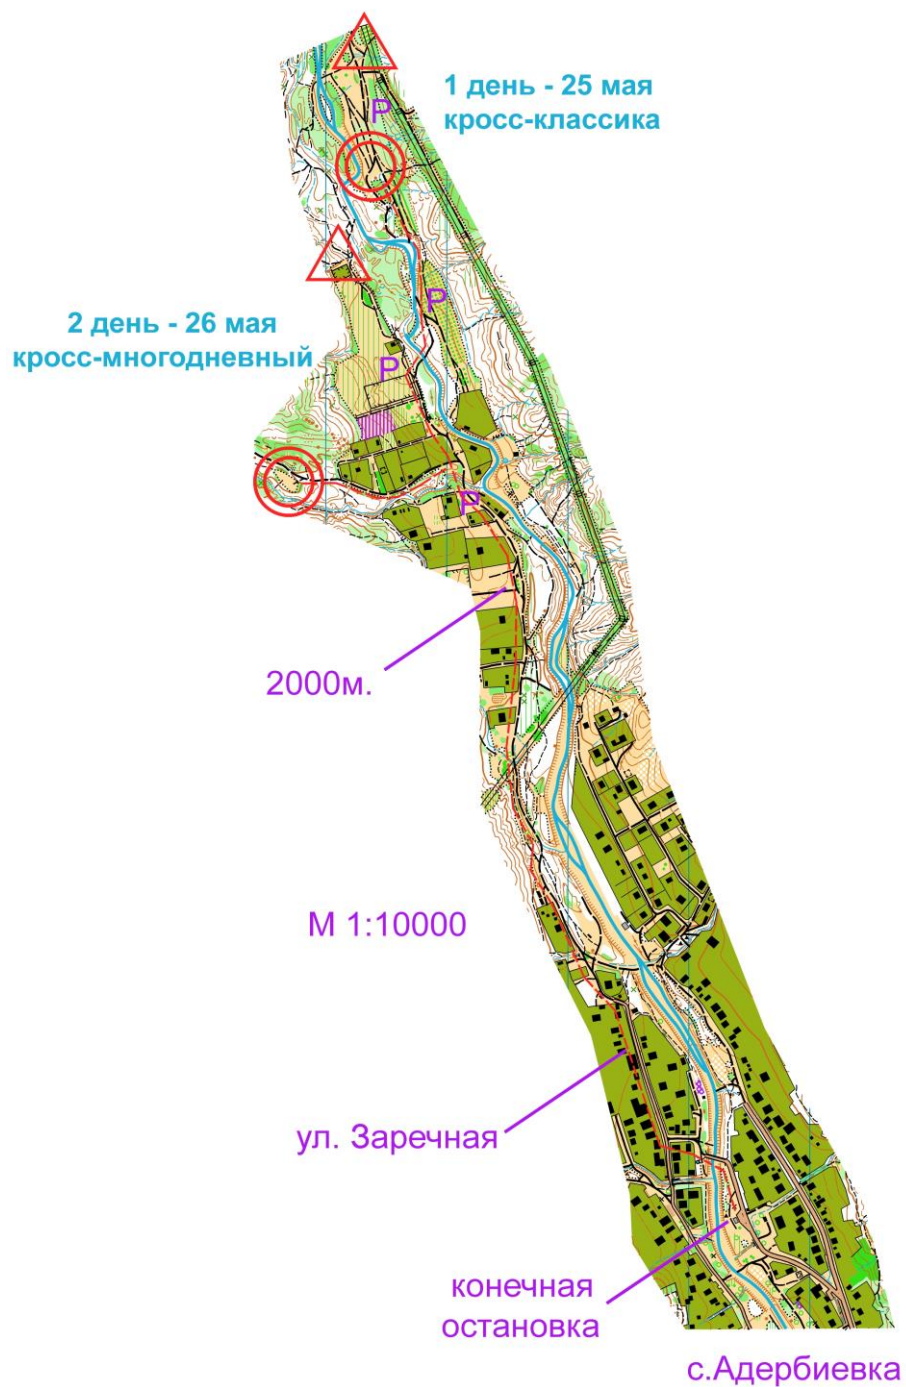 1 день - 25 мая
кросс-классика
P
P
2 день - 26 мая
кросс-многодневный
P
P
2000м.
М 1:10000
ул. Заречная
конечная
остановка
с.Адербиевка